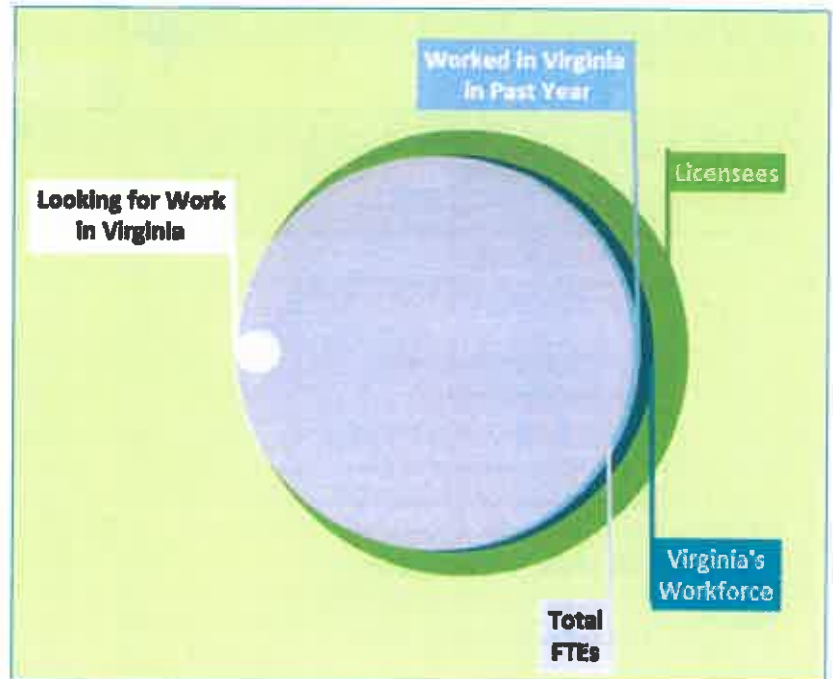 Worked in Virginia
in Past Year
Licensees
Looking for Work
in Virginia
Virginia's
Workforce
Total
FTEs